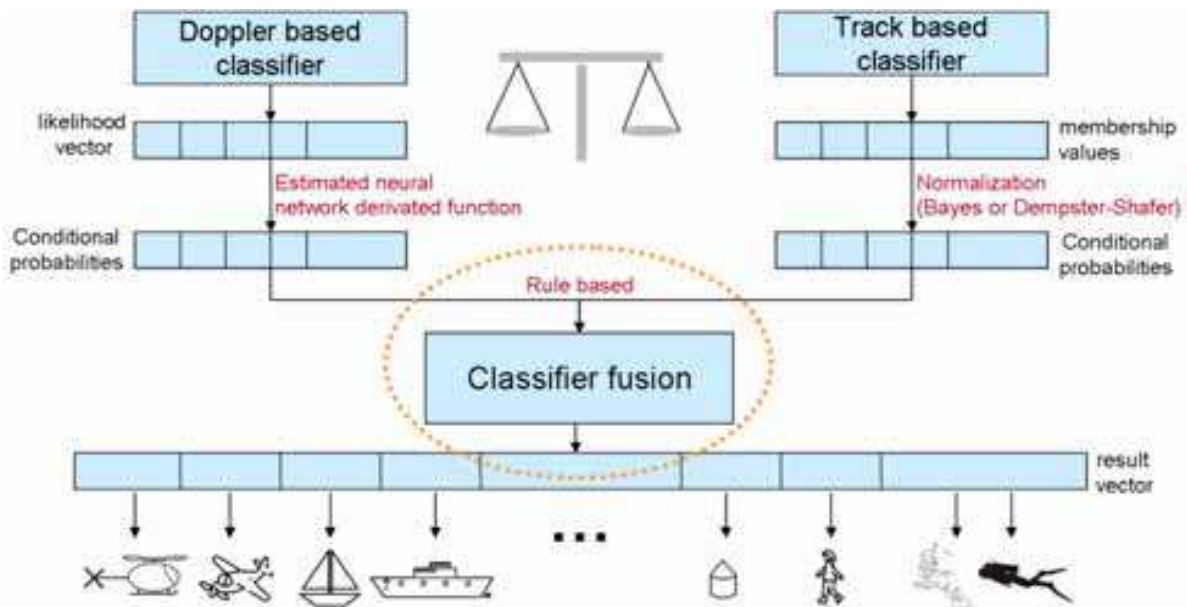 Doppler based
classifier
Track based
classifier
likelihood
vector
membership
values
Estimated neural
network derivated function
Normalization
(Bayes or Dempster-Shafer)
Conditional
probabilities
Conditional
probabilities
Rule based
Classifier fusion
result
vector
...